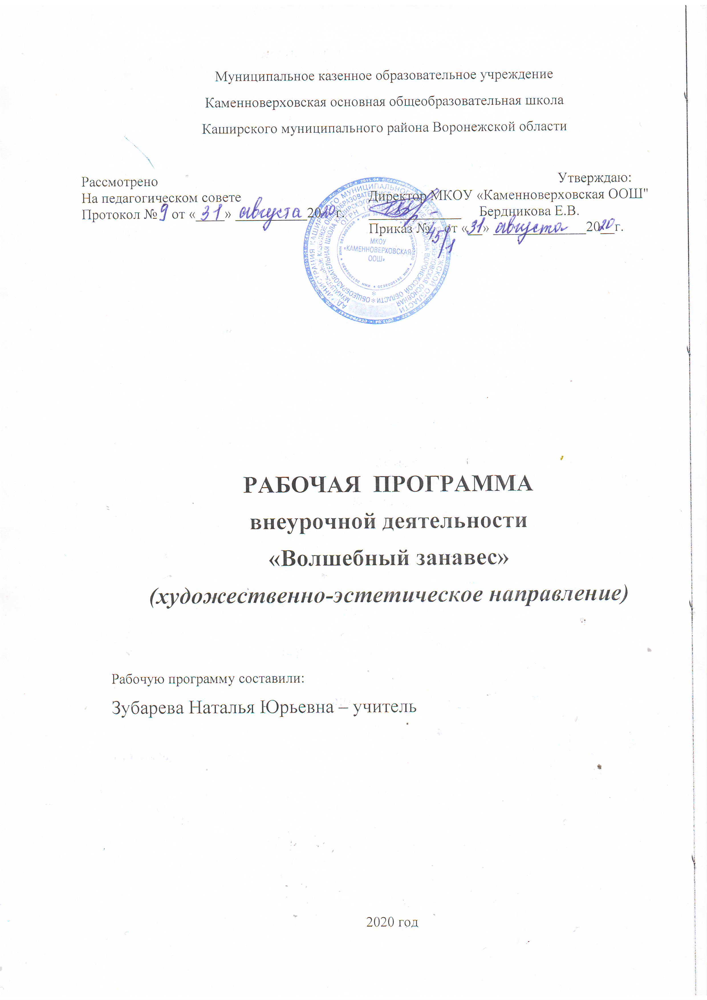 Муниципальное казенное образовательное учреждение
Каменноверховская основная общеобразовательная школа
Каширского муниципального района Воронежской области
Рассмотрено
На педагогическом совете
Протокол № 9 от «31» августа 2020 г.
Утверждаю:
Директор МКОУ «Каменноверховская ООШ"
Бердникова Е.В.
Приказ № 45/1 от «31» августа 2020 г.
МКОУ
«КАМЕННОВЕРХОВСКАЯ
ООШ»
РАБОЧАЯ ПРОГРАММА
внеурочной деятельности
«Волшебный занавес»
(художественно-эстетическое направление)
Рабочую программу составили:
Зубарева Наталья Юрьевна – учитель
2020 год